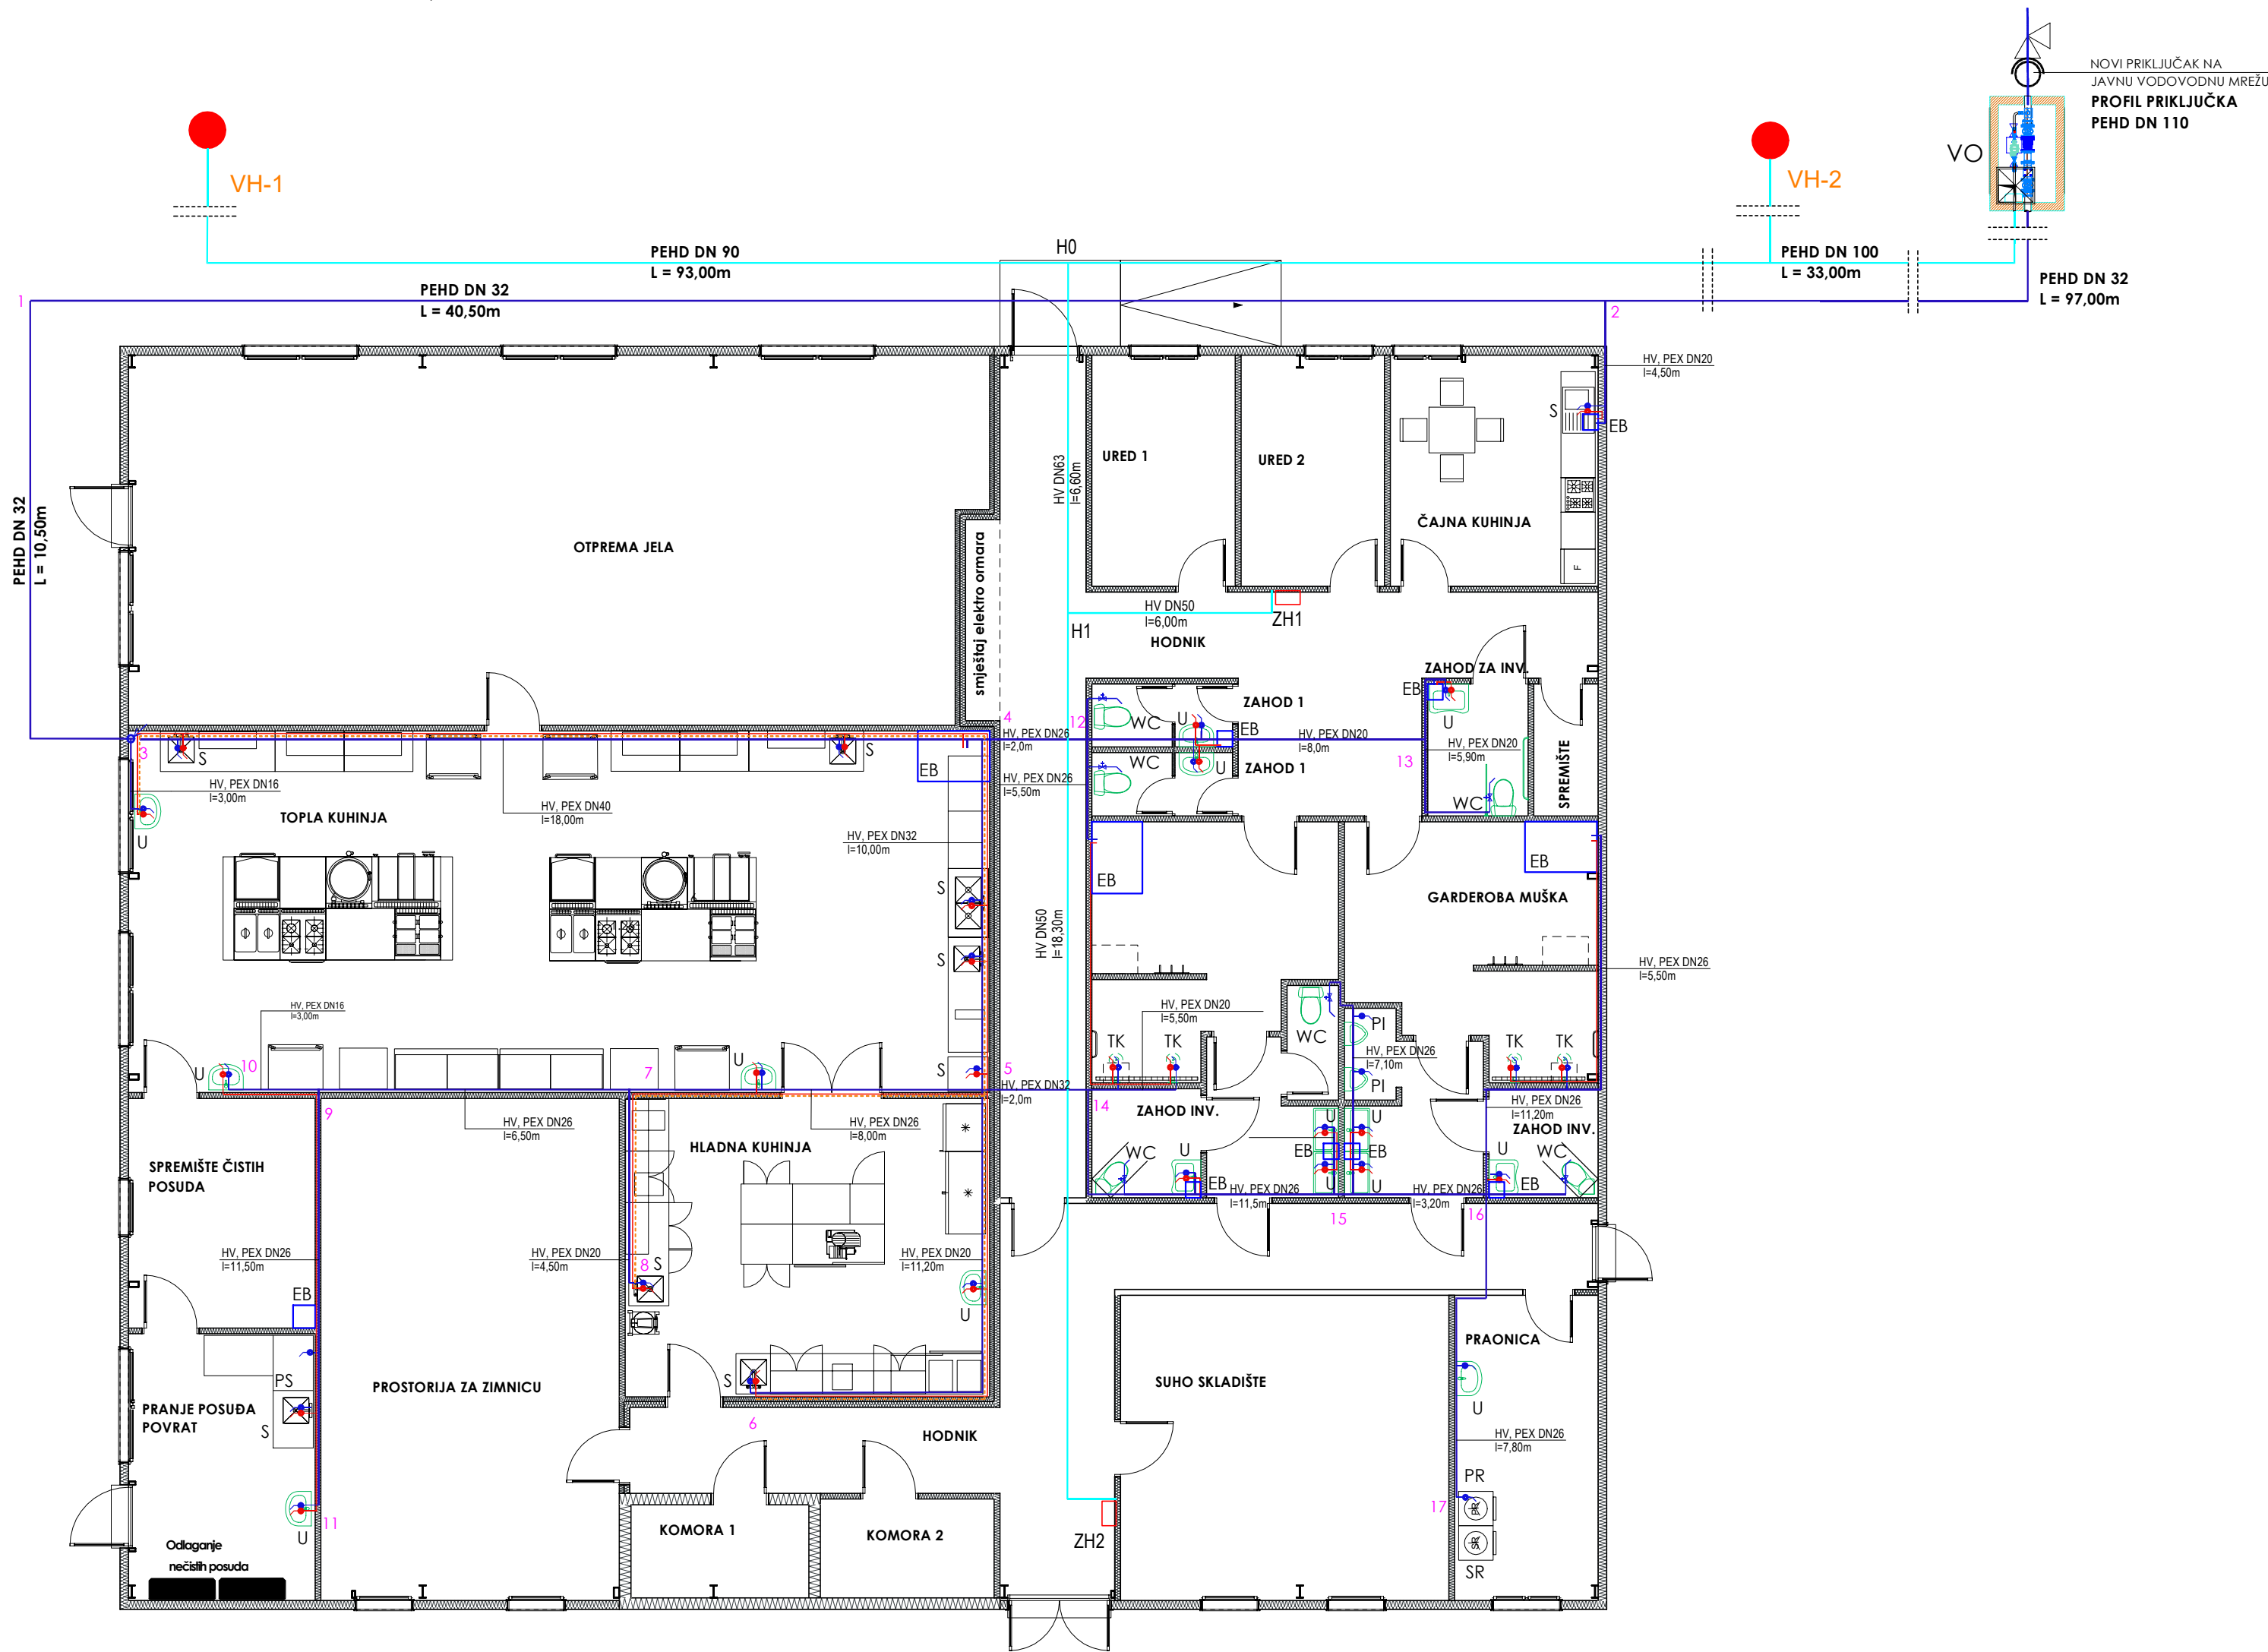 NOVI PRIKLJUČAK NA
JAVNU VODOVODNU MREŽU
PROFIL PRIKLJUČKA
PEHD DN 110
VO
VH-1
VH-2
H0
PEHD DN 90
L = 93,00m
PEHD DN 100
L = 33,00m
PEHD DN 32
L = 97,00m
PEHD DN 32
L = 40,50m
1
2
HV, PEX DN20
l=4,50m
S
EB
URED 1
URED 2
ČAJNA KUHINJA
F
HV DN63
l=6,60m
PEHD DN 32
L = 10,50m
OTPREMA JELA
smještaj elektro ormara
HV DN50
l=6,00m
ZH1
H1
HODNIK
ZAHOD ZA INV.
EB
U
ZAHOD 1
WC
U
EB
4
12
HV, PEX DN26
l=2,0m
HV, PEX DN20
l=8,0m
13
HV, PEX DN20
l=5,90m
SPREMIŠTE
3
S
S
EB
WC
U
ZAHOD 1
WC
HV, PEX DN26
l=5,50m
HV, PEX DN16
l=3,00m
TOPLA KUHINJA
HV, PEX DN40
l=18,00m
U
HV, PEX DN32
l=10,00m
EB
EB
S
GARDEROBA MUŠKA
S
HV DN50
l=18,30m
HV, PEX DN26
l=5,50m
HV, PEX DN16
l=3,00m
HV, PEX DN20
l=5,50m
WC
PI
TK
TK
TK
TK
HV, PEX DN26
l=7,10m
PI
U
10
7
U
S
5
HV, PEX DN32
l=2,0m
14
9
HV, PEX DN26
l=6,50m
HV, PEX DN26
l=8,00m
ZAHOD INV.
HV, PEX DN26
l=11,20m
ZAHOD INV.
HLADNA KUHINJA
U
U
SPREMIŠTE ČISTIH
POSUDA
WC
U
EB
EB
U
WC
EB
U
U
EB
HV, PEX DN26
l=11,5m
HV, PEX DN26
l=3,20m
15
16
HV, PEX DN26
l=11,50m
HV, PEX DN20
l=4,50m
8
S
HV, PEX DN20
l=11,20m
EB
U
PRAONICA
PS
PROSTORIJA ZA ZIMNICU
S
SUHO SKLADIŠTE
PRANJE POSUĐA
POVRAT
S
6
HODNIK
U
HV, PEX DN26
l=7,80m
PR
17
PR
11
U
KOMORA 1
KOMORA 2
ZH2
SR
SR
Odlaganje
nečistih posuda